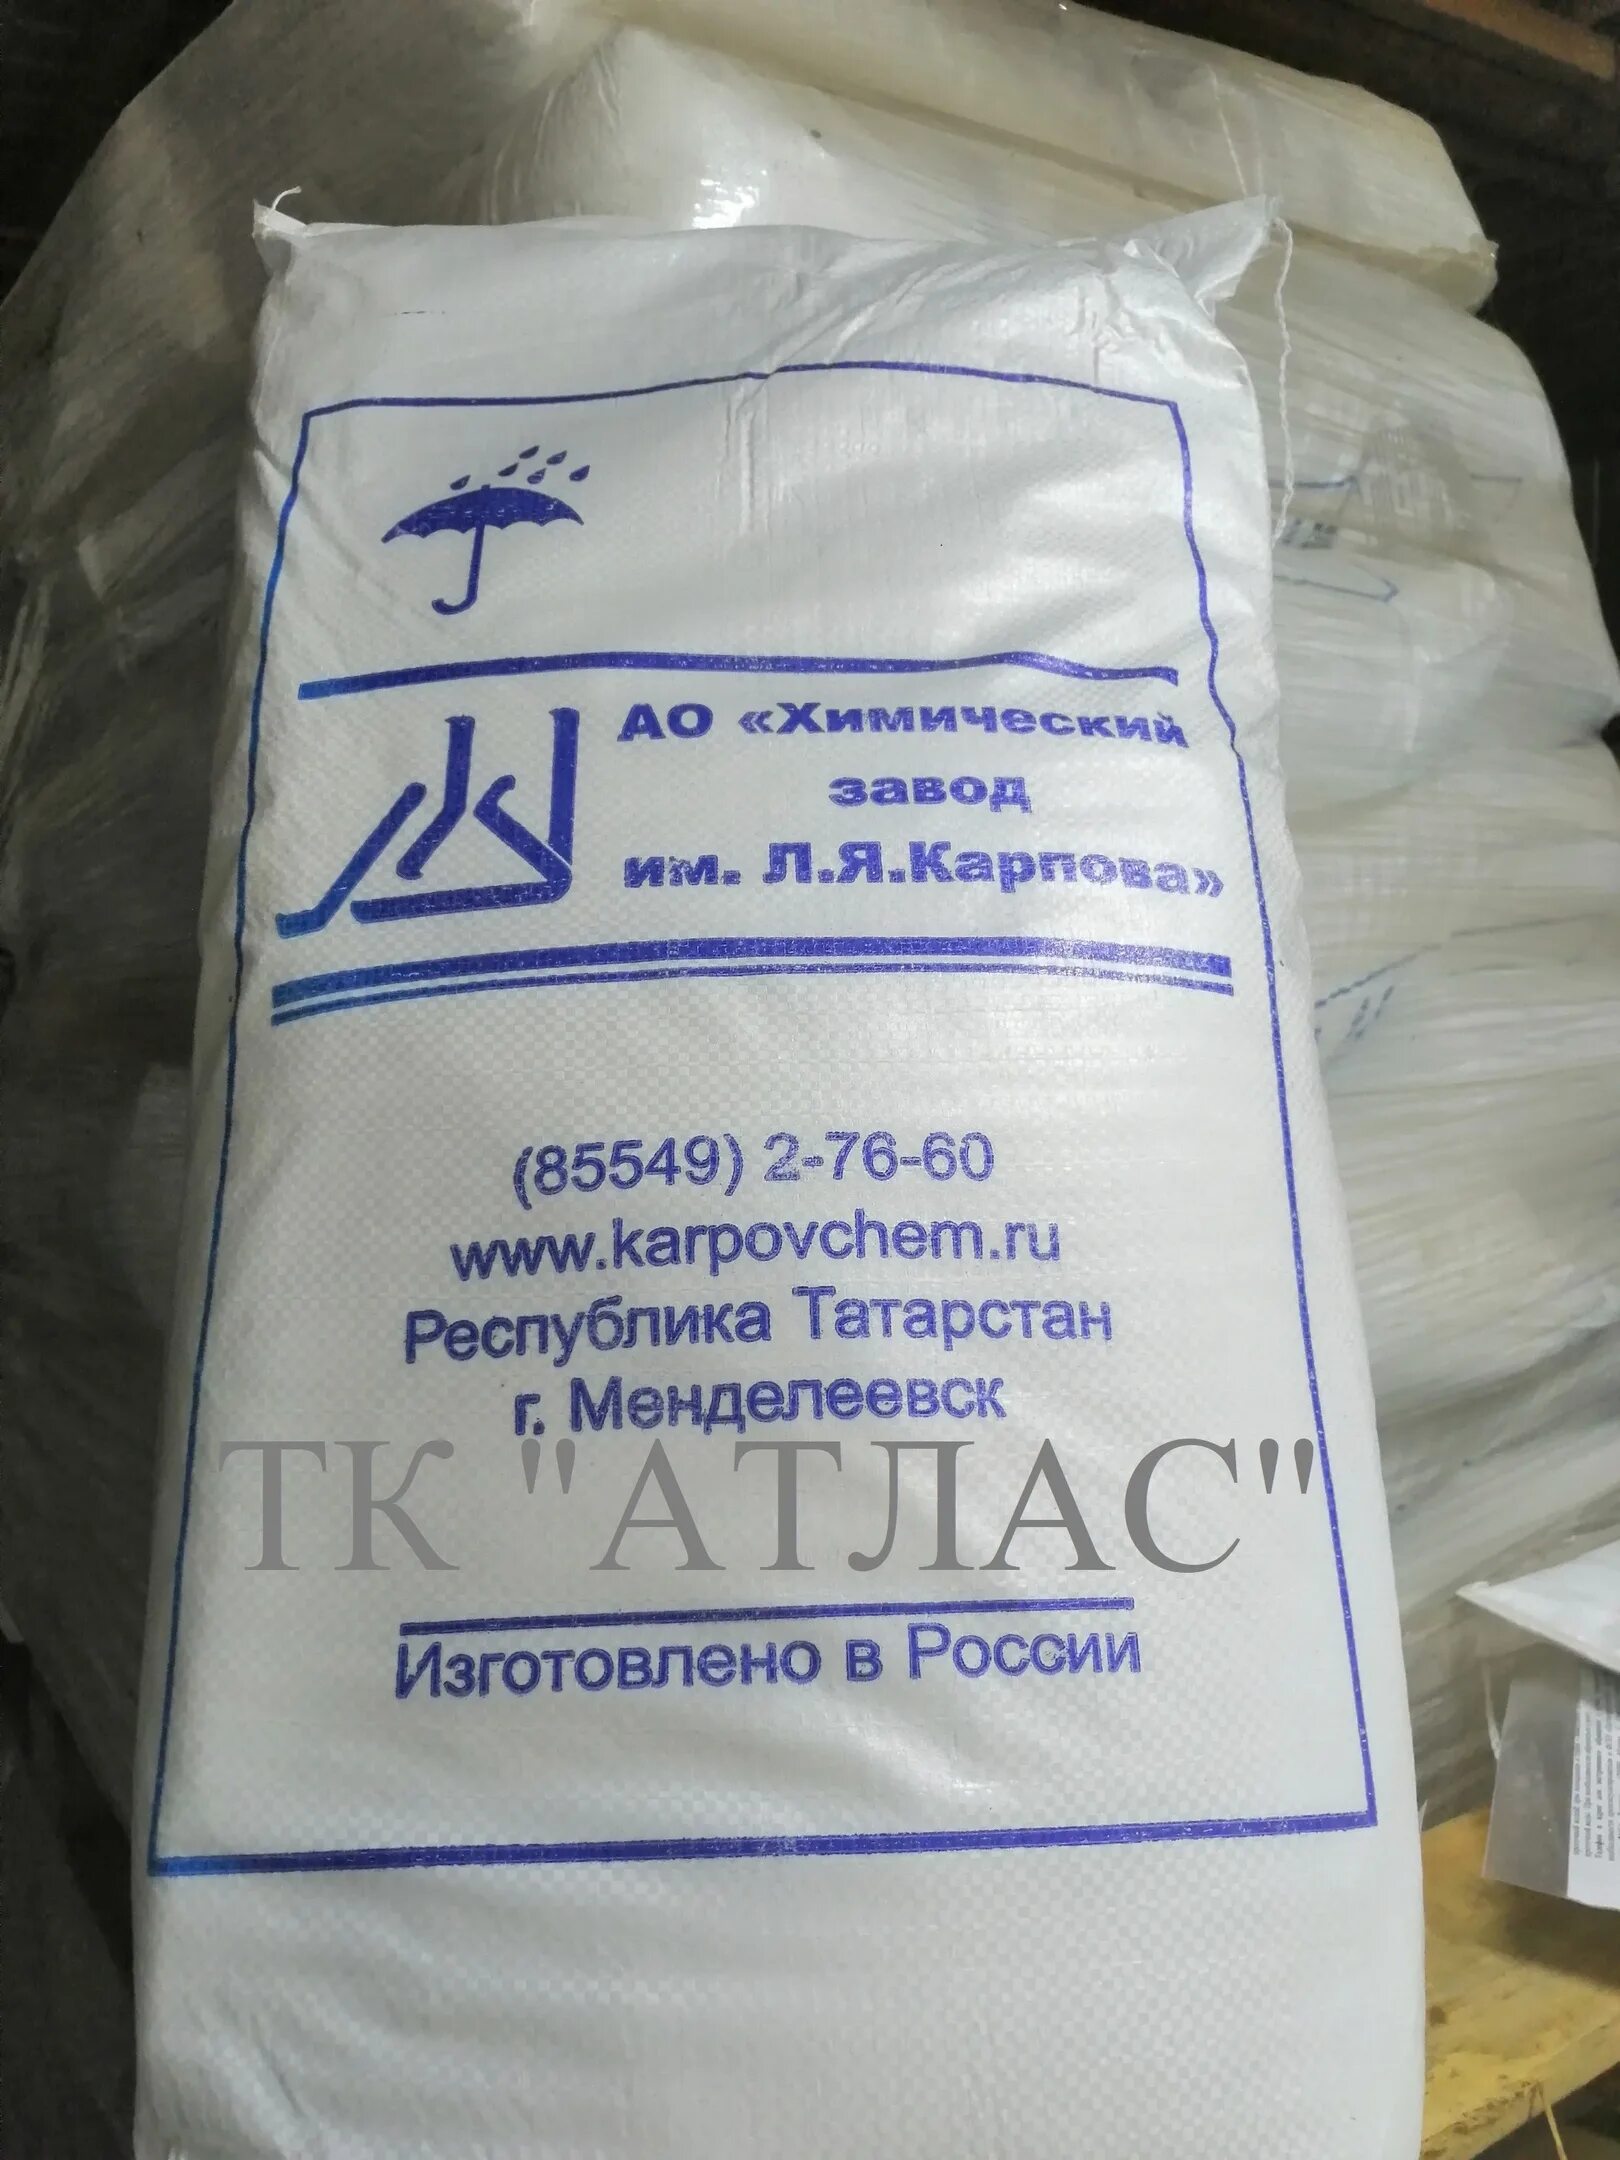 АО «Химический
завод
им. Л.Я.Карпова»
(85549) 2-76-60
www.karpovchem.ru
Республика Татарстан
г. Менделеевск
ТК "АТЛАС"
Изготовлено в России